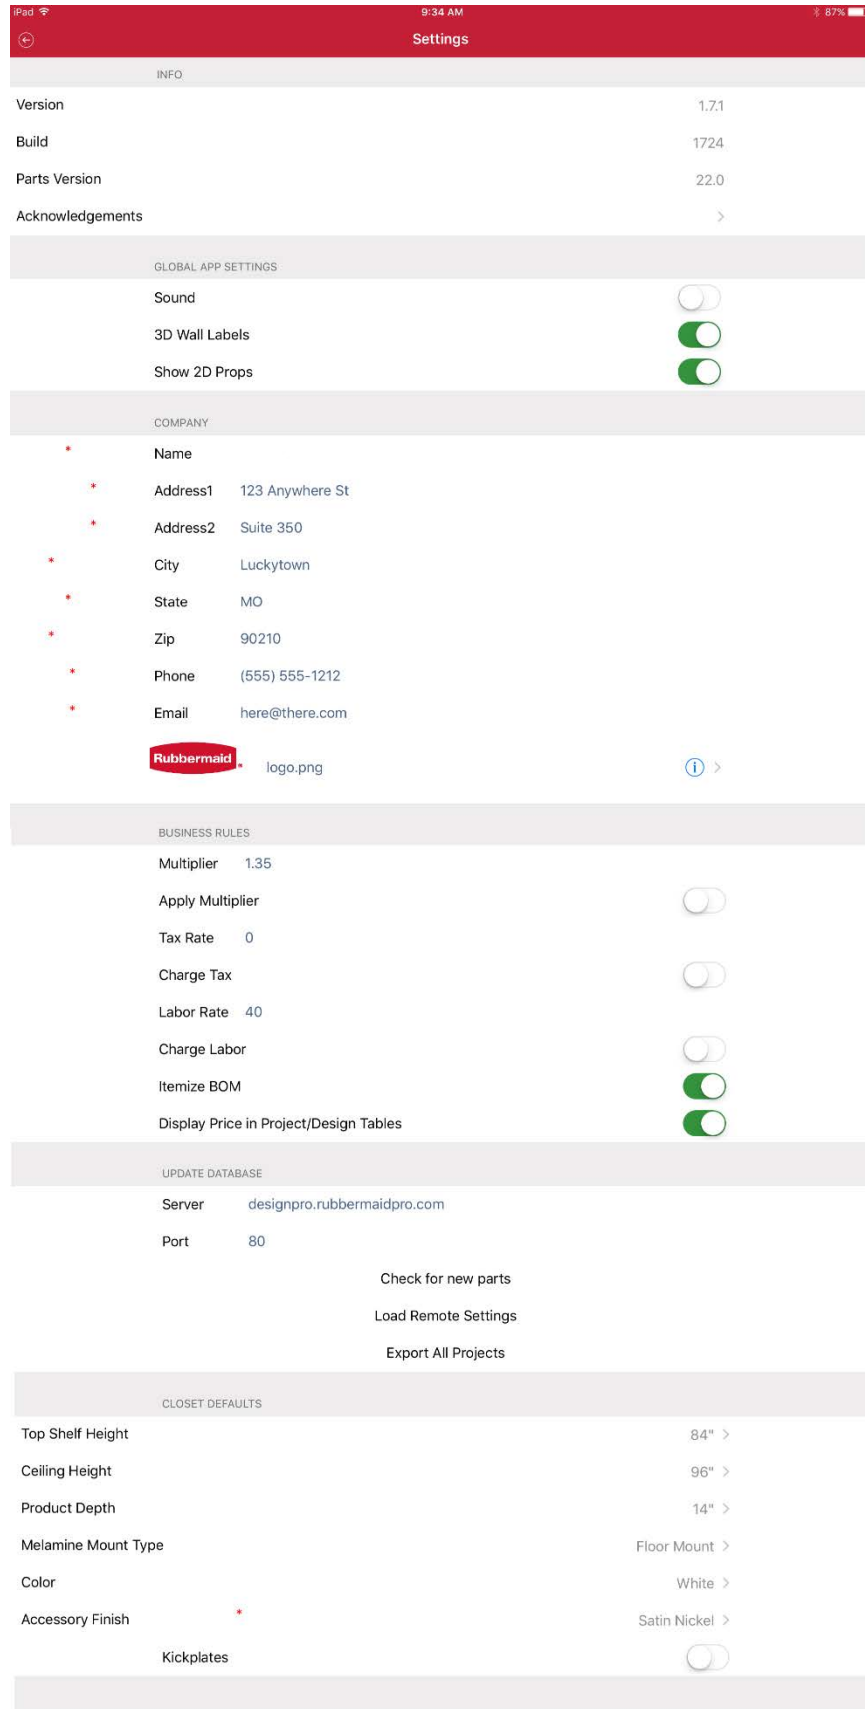 iPad 9:34 AM 87%
Settings
INFO
Version 1.7.1
Build 1724
Parts Version 22.0
Acknowledgements >
GLOBAL APP SETTINGS
Sound
3D Wall Labels
Show 2D Props
COMPANY
* Name
* Address1 123 Anywhere St
* Address2 Suite 350
* City Luckytown
* State MO
* Zip 90210
* Phone (555) 555-1212
* Email here@there.com
Rubbermaid * logo.png i >
BUSINESS RULES
Multiplier 1.35
Apply Multiplier
Tax Rate 0
Charge Tax
Labor Rate 40
Charge Labor
Itemize BOM
Display Price in Project/Design Tables
UPDATE DATABASE
Server designpro.rubbermaidpro.com
Port 80
Check for new parts
Load Remote Settings
Export All Projects
CLOSET DEFAULTS
Top Shelf Height 84" >
Ceiling Height 96" >
Product Depth 14" >
Melamine Mount Type Floor Mount >
Color White >
Accessory Finish * Satin Nickel >
Kickplates